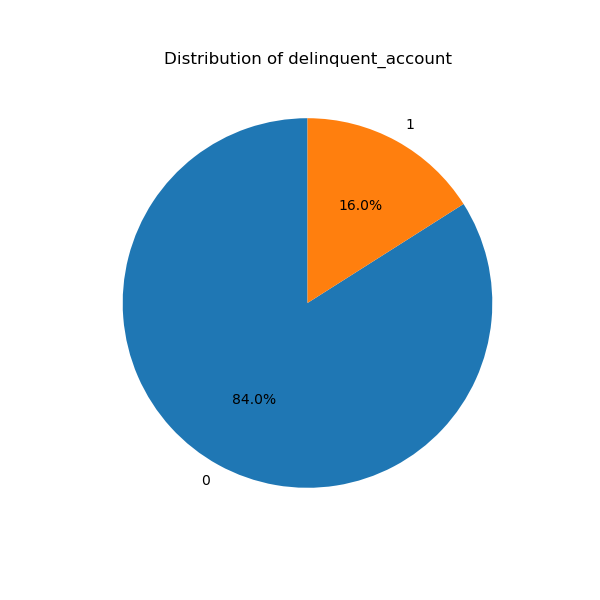 Distribution of delinquent_account
1
16.0%
84.0%
0